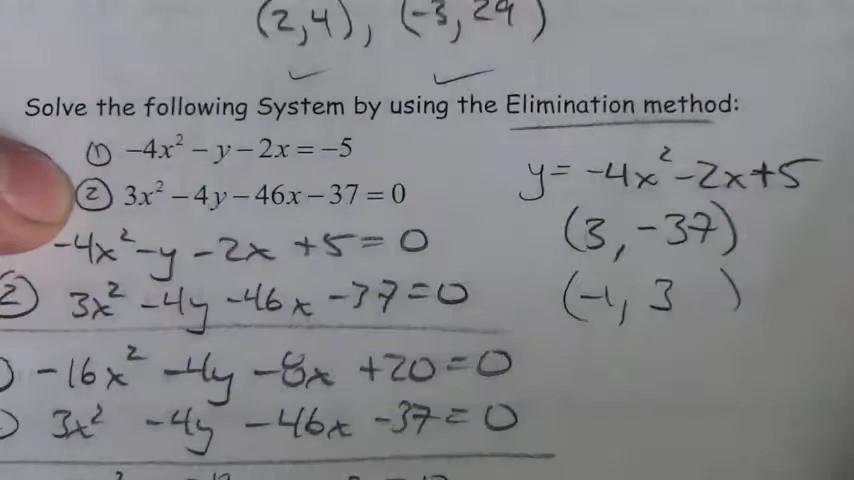 (2,4), (-3,29)
Solve the following System by using the Elimination method:
① −4x² − y − 2x = −5
② 3x² − 4y − 46x − 37 = 0
y = -4x² -2x+5
(3, -37)
(-1, 3 )
-4x² -y -2x +5 = 0
② 3x² -4y -46x -37=0
-16x² -4y -8x +20=0
3x² -4y -46x -37=0